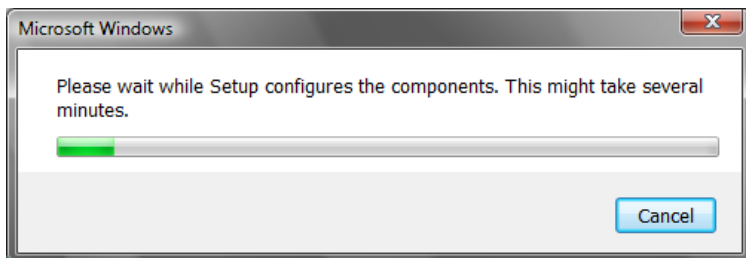 Microsoft Windows
Please wait while Setup configures the components. This might take several
minutes.
Cancel